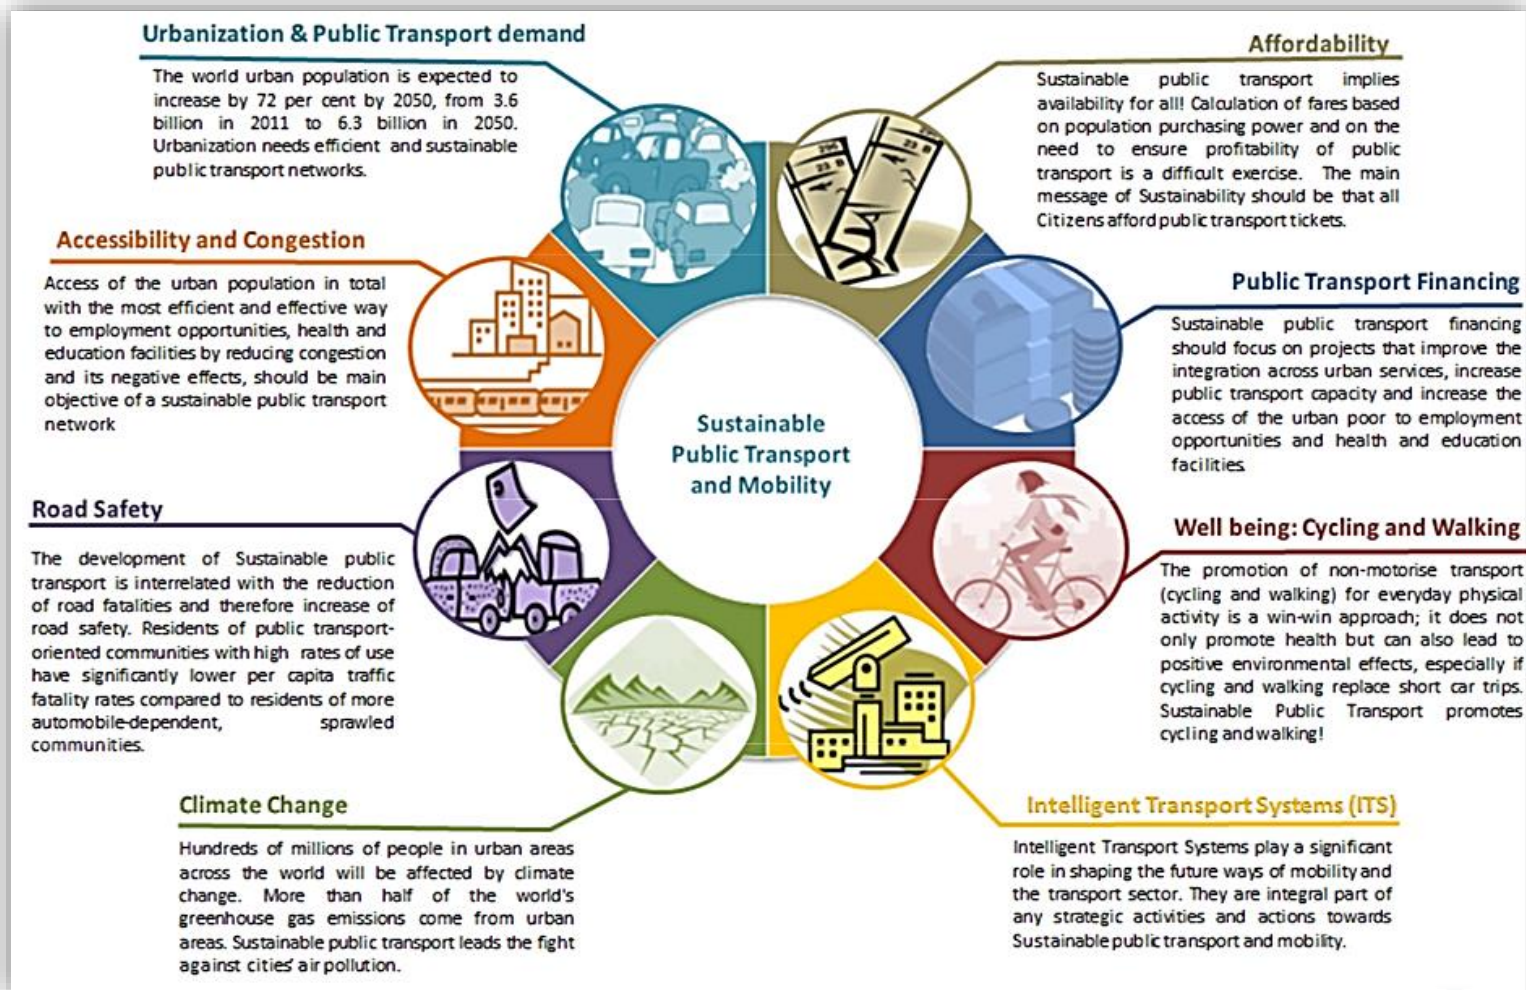 Urbanization & Public Transport demand
The world urban population is expected to
increase by 72 per cent by 2050, from 3.6
billion in 2011 to 6.3 billion in 2050.
Urbanization needs efficient and sustainable
public transport networks.
Affordability
Sustainable public transport implies
availability for all! Calculation of fares based
on population purchasing power and on the
need to ensure profitability of public
transport is a difficult exercise. The main
message of Sustainability should be that all
Citizens afford public transport tickets.
Accessibility and Congestion
Access of the urban population in total
with the most efficient and effective way
to employment opportunities, health and
education facilities by reducing congestion
and its negative effects, should be main
objective of a sustainable public transport
network
Public Transport Financing
Sustainable public transport financing
should focus on projects that improve the
integration across urban services, increase
public transport capacity and increase the
access of the urban poor to employment
opportunities and health and education
facilities.
Sustainable
Public Transport
and Mobility
Road Safety
The development of Sustainable public
transport is interrelated with the reduction
of road fatalities and therefore increase of
road safety. Residents of public transport-
oriented communities with high rates of use
have significantly lower per capita traffic
fatality rates compared to residents of more
automobile-dependent, sprawled
communities.
Well being: Cycling and Walking
The promotion of non-motorise transport
(cycling and walking) for everyday physical
activity is a win-win approach; it does not
only promote health but can also lead to
positive environmental effects, especially if
cycling and walking replace short car trips.
Sustainable Public Transport promotes
cycling and walking!
Climate Change
Hundreds of millions of people in urban areas
across the world will be affected by climate
change. More than half of the world's
greenhouse gas emissions come from urban
areas. Sustainable public transport leads the fight
against cities' air pollution.
Intelligent Transport Systems (ITS)
Intelligent Transport Systems play a significant
role in shaping the future ways of mobility and
the transport sector. They are integral part of
any strategic activities and actions towards
Sustainable public transport and mobility.